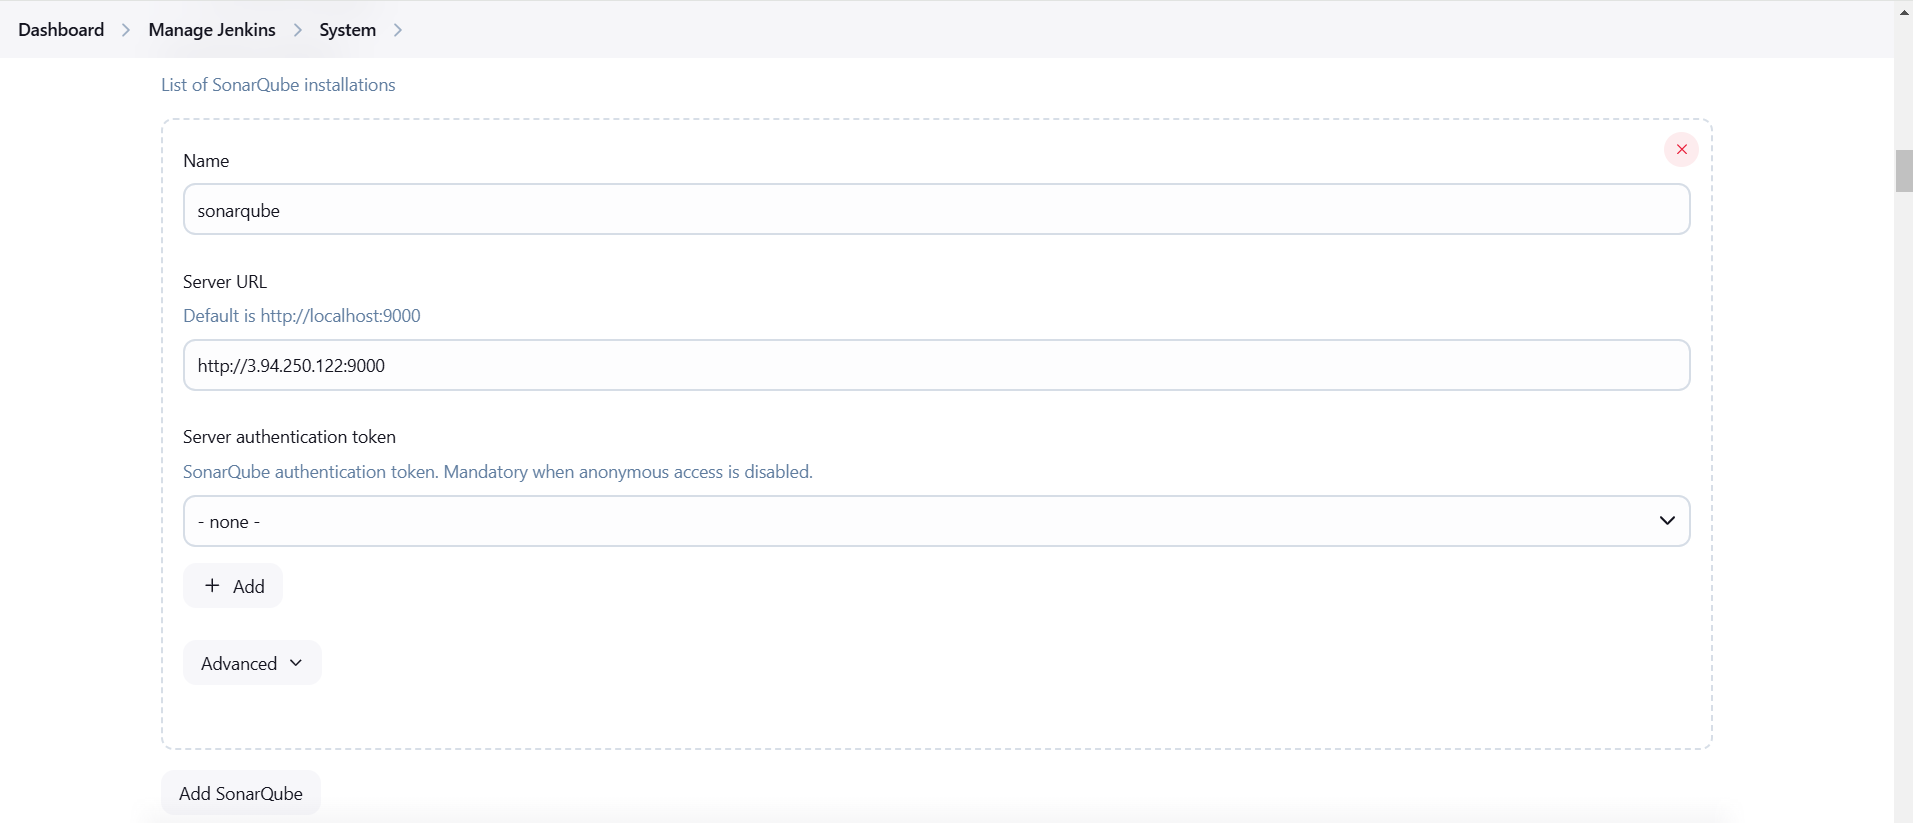 Dashboard > Manage Jenkins > System >
List of SonarQube installations
Name
sonarqube
Server URL
Default is http://localhost:9000
http://3.94.250.122:9000
Server authentication token
SonarQube authentication token. Mandatory when anonymous access is disabled.
- none -
+ Add
Advanced
Add SonarQube